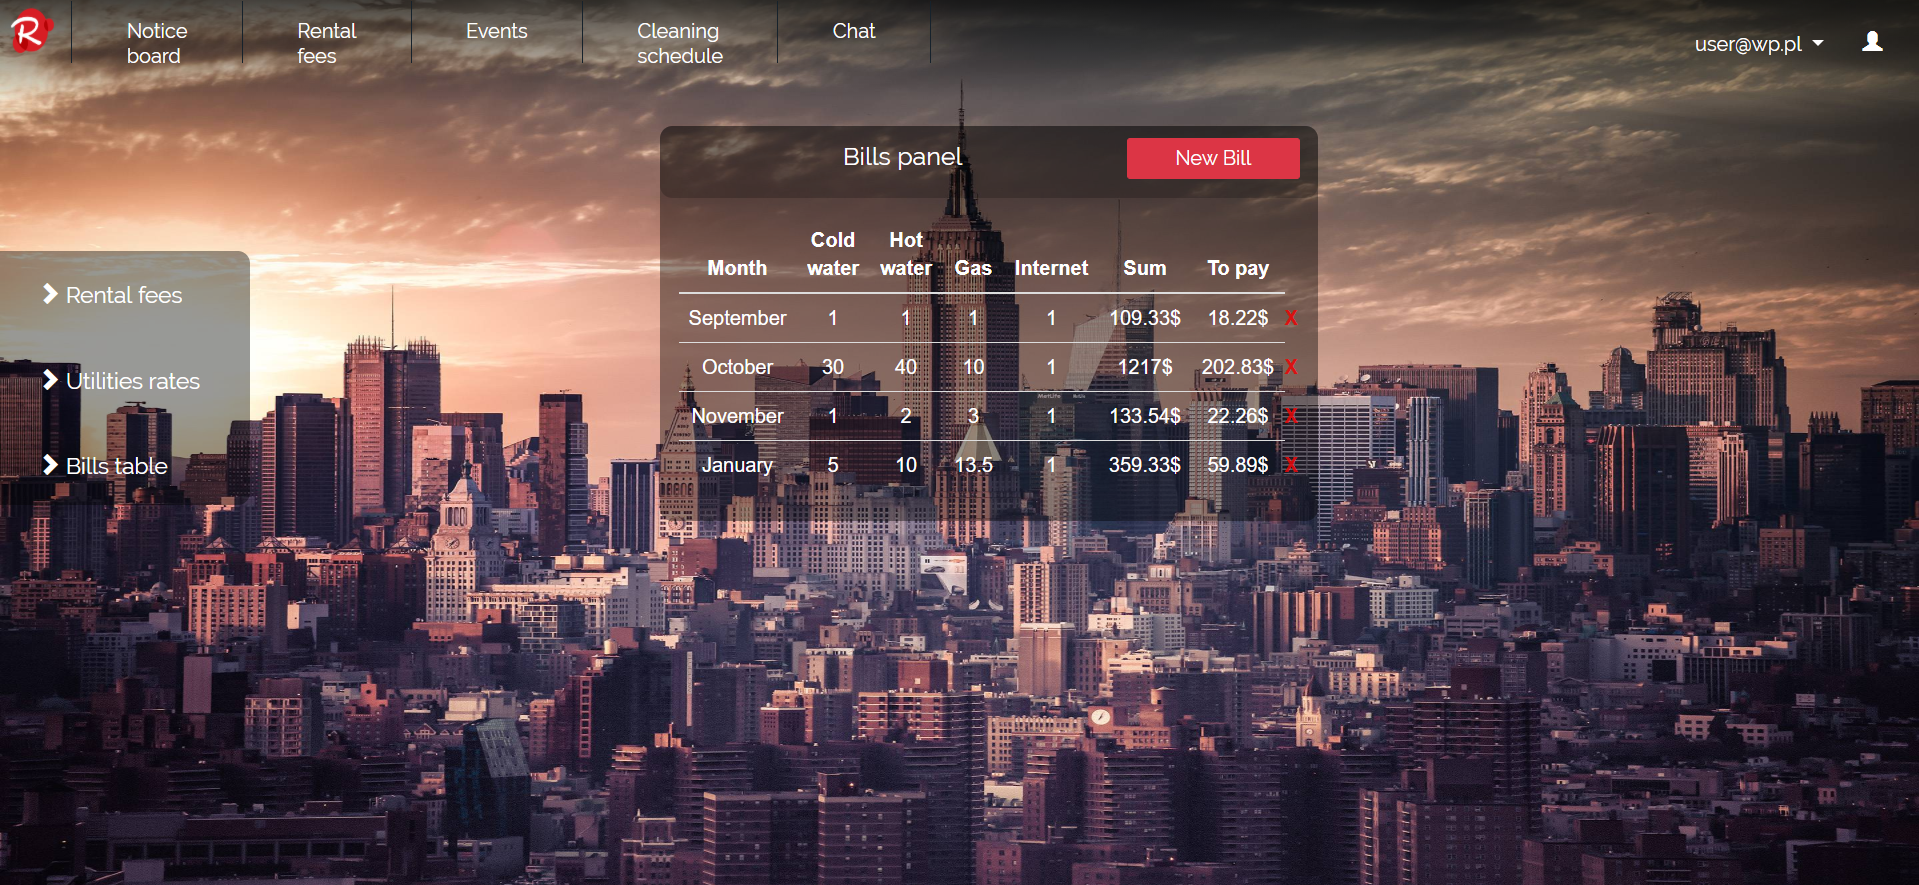 R
Notice board
Rental fees
Events
Cleaning schedule
Chat
user@wp.pl
Bills panel
New Bill
Month Cold water Hot water Gas Internet Sum To pay
September 1 1 1 1 109.33$ 18.22$ X
October 30 40 10 1 1217$ 202.83$ X
November 1 2 3 1 133.54$ 22.26$ X
January 5 10 13.5 1 359.33$ 59.89$ X
Rental fees
Utilities rates
Bills table
MetLife